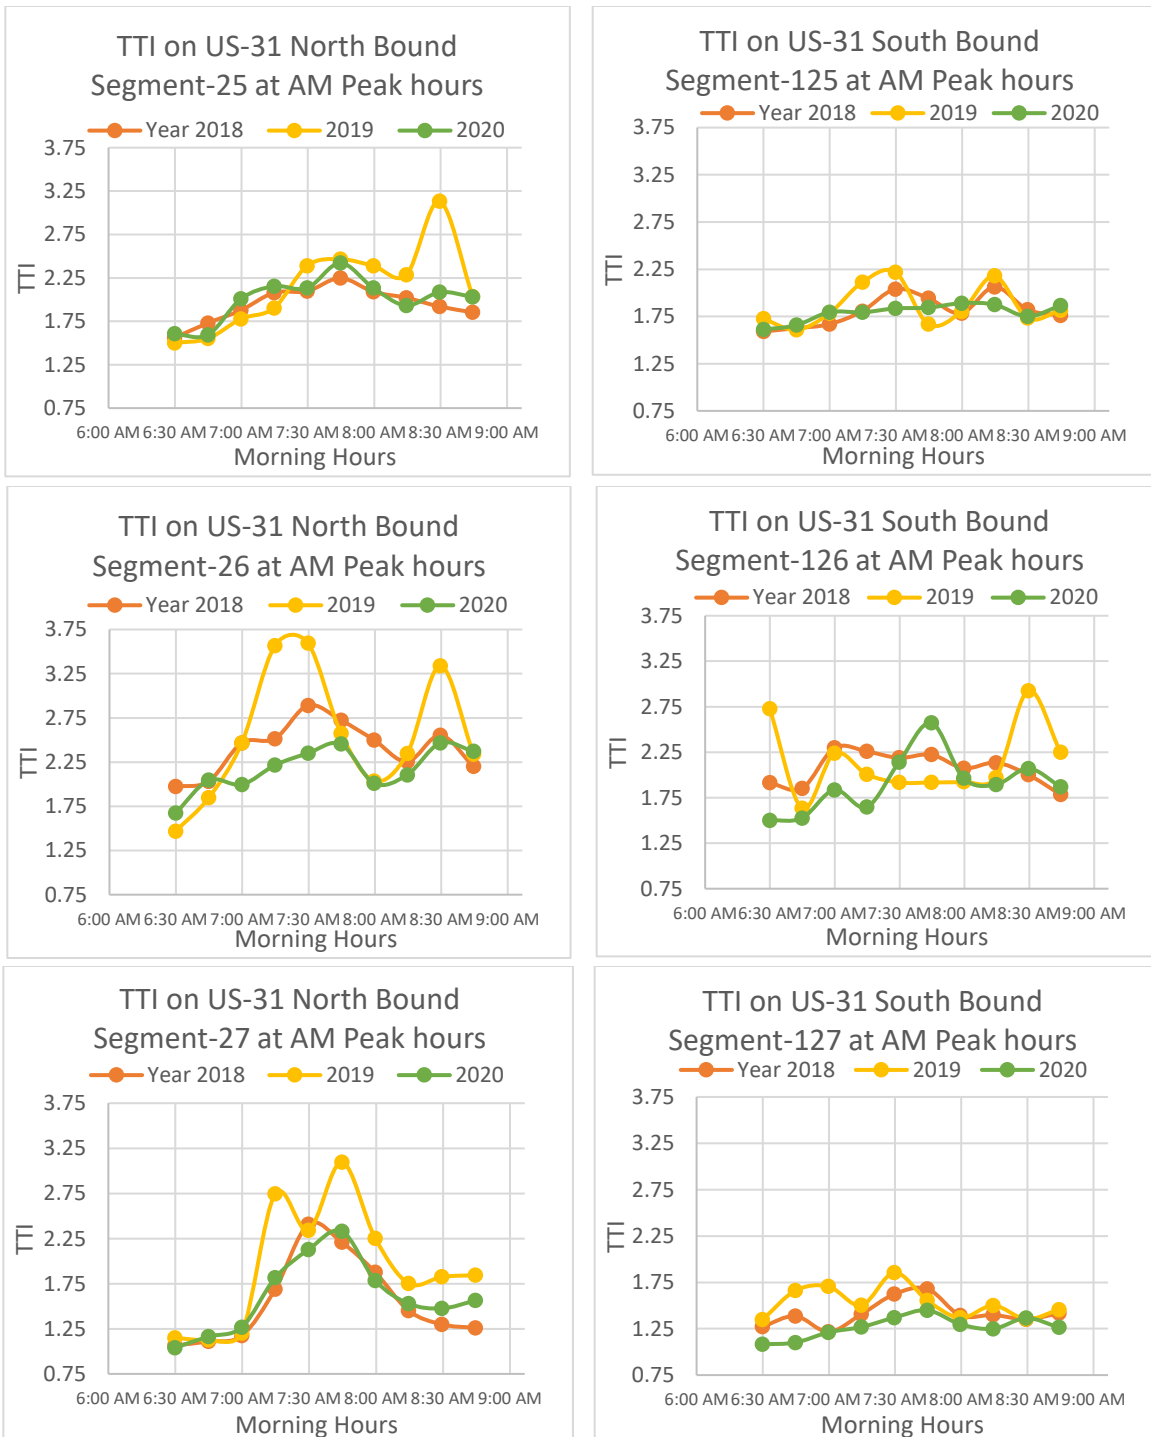 TTI on US-31 North Bound
Segment-25 at AM Peak hours
Year 2018 2019 2020
3.75
3.25
2.75
2.25
1.75
1.25
0.75
TTI
6:00 AM 6:30 AM 7:00 AM 7:30 AM 8:00 AM 8:30 AM 9:00 AM
Morning Hours
TTI on US-31 South Bound
Segment-125 at AM Peak hours
Year 2018 2019 2020
3.75
3.25
2.75
2.25
1.75
1.25
0.75
TTI
6:00 AM 6:30 AM 7:00 AM 7:30 AM 8:00 AM 8:30 AM 9:00 AM
Morning Hours
TTI on US-31 North Bound
Segment-26 at AM Peak hours
Year 2018 2019 2020
3.75
3.25
2.75
2.25
1.75
1.25
0.75
TTI
6:00 AM 6:30 AM 7:00 AM 7:30 AM 8:00 AM 8:30 AM 9:00 AM
Morning Hours
TTI on US-31 South Bound
Segment-126 at AM Peak hours
Year 2018 2019 2020
3.75
3.25
2.75
2.25
1.75
1.25
0.75
TTI
6:00 AM 6:30 AM 7:00 AM 7:30 AM 8:00 AM 8:30 AM 9:00 AM
Morning Hours
TTI on US-31 North Bound
Segment-27 at AM Peak hours
Year 2018 2019 2020
3.75
3.25
2.75
2.25
1.75
1.25
0.75
TTI
6:00 AM 6:30 AM 7:00 AM 7:30 AM 8:00 AM 8:30 AM 9:00 AM
Morning Hours
TTI on US-31 South Bound
Segment-127 at AM Peak hours
Year 2018 2019 2020
3.75
3.25
2.75
2.25
1.75
1.25
0.75
TTI
6:00 AM 6:30 AM 7:00 AM 7:30 AM 8:00 AM 8:30 AM 9:00 AM
Morning Hours